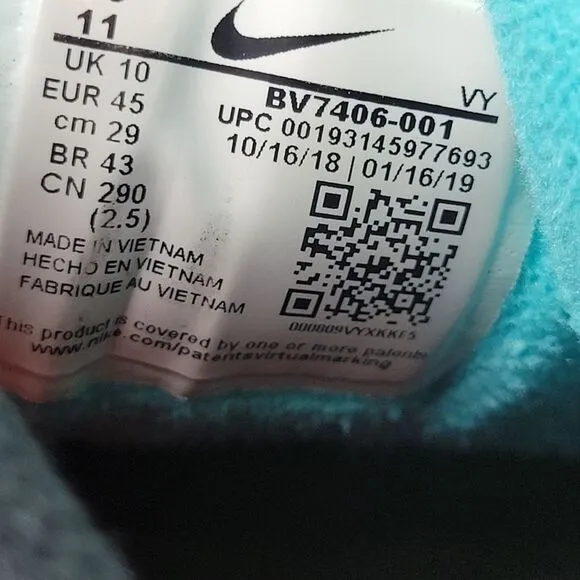 11
UK 10
EUR 45
cm 29
BR 43
CN 290
(2.5)
VY
BV7406-001
UPC 00193145977693
10/16/18 | 01/16/19
MADE IN VIETNAM
HECHO EN VIETNAM
FABRIQUE AU VIETNAM
This product is covered by one or more patents
www.nike.com/patentsvirtualmarking